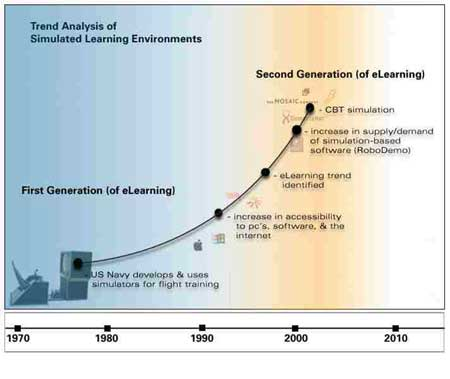 Trend Analysis of
Simulated Learning Environments
Second Generation (of eLearning)
THE MOSAIC
- CBT simulation
- increase in supply/demand
of simulation-based
software (RoboDemo)
- eLearning trend
identified
First Generation (of eLearning)
- increase in accessibility
to pc's, software, & the
internet
- US Navy develops & uses
simulators for flight training
1970
1980
1990
2000
2010